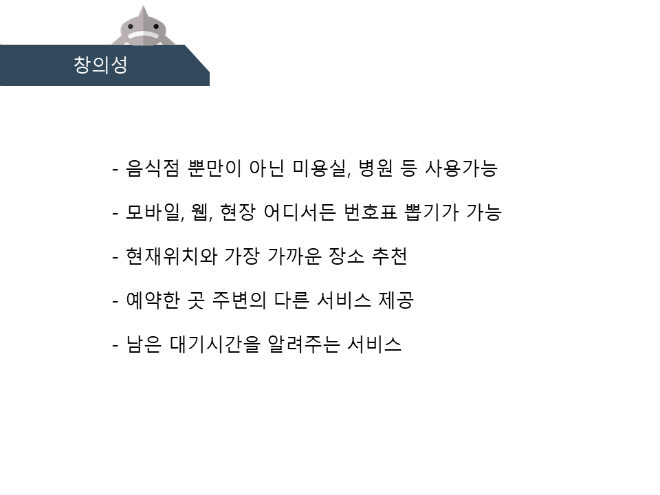 창의성
- 음식점 뿐만이 아닌 미용실, 병원 등 사용가능
- 모바일, 웹, 현장 어디서든 번호표 뽑기가 가능
- 현재위치와 가장 가까운 장소 추천
- 예약한 곳 주변의 다른 서비스 제공
- 남은 대기시간을 알려주는 서비스